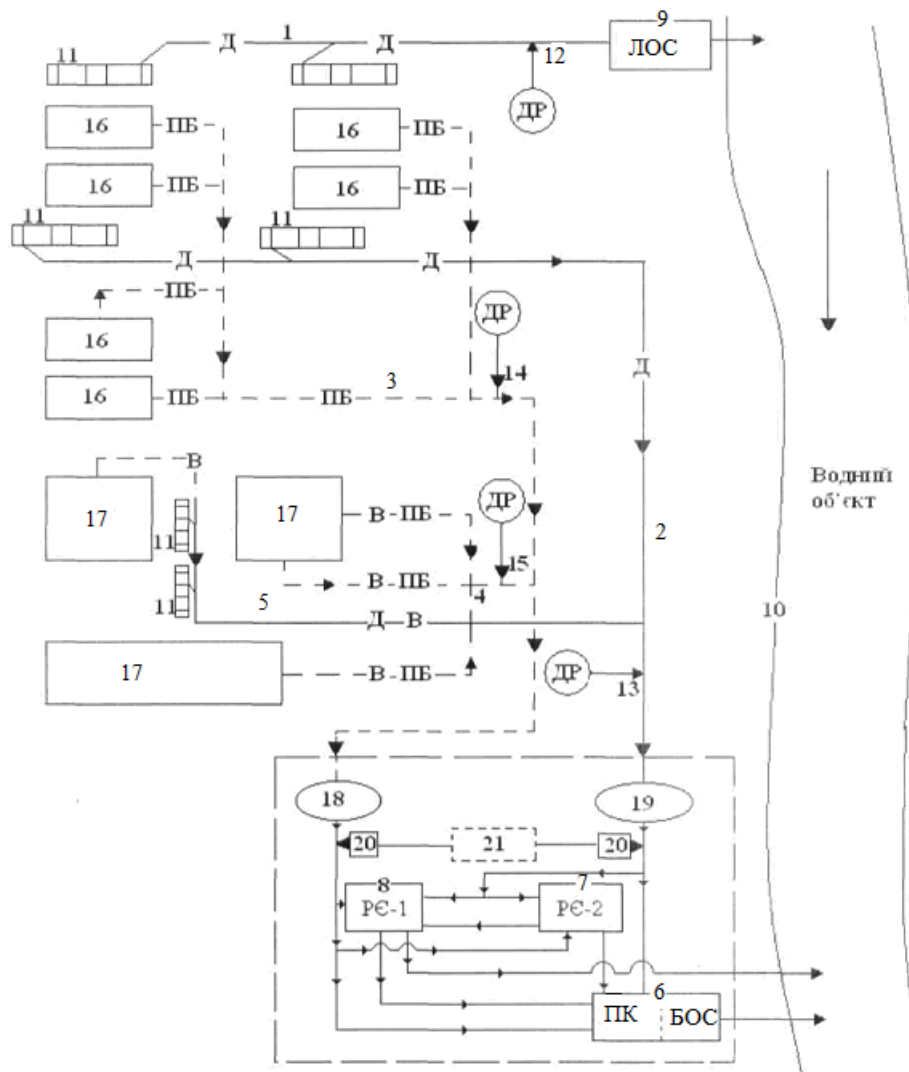 9
11
Д
1
Д
12
ЛОС
ДР
16
ПБ
16
ПБ
16
ПБ
16
ПБ
11
11
Д
Д
ПБ
ДР
16
14
Д
3
16
ПБ
ПБ
В
Водний
об'єкт
17
17
В-ПБ
ДР
11
2
15
В-ПБ
4
11
5
10
Д В
17
В-ПБ
ДР
13
18
19
20
21
20
8
7
РЄ-1
РЄ-2
6
ПК
БОС